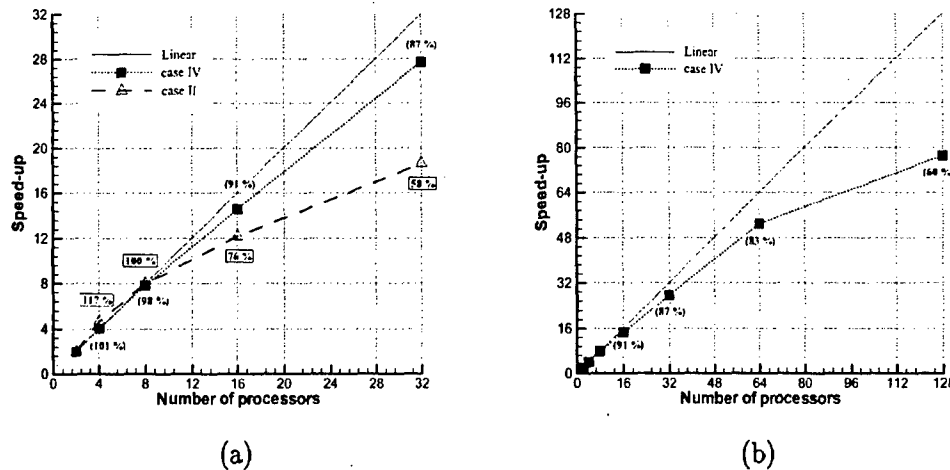 32
28
24
20
16
12
8
4
0
Speed-up
Linear
case IV
case II
(87 %)
(91 %)
58 %
100 %
76 %
117 %
(98 %)
(101 %)
0 4 8 12 16 20 24 28 32
Number of processors
(a)
128
112
96
80
64
48
32
16
0
Speed-up
Linear
case IV
(60 %)
(83 %)
(87 %)
(91 %)
0 16 32 48 64 80 96 112 128
Number of processors
(b)